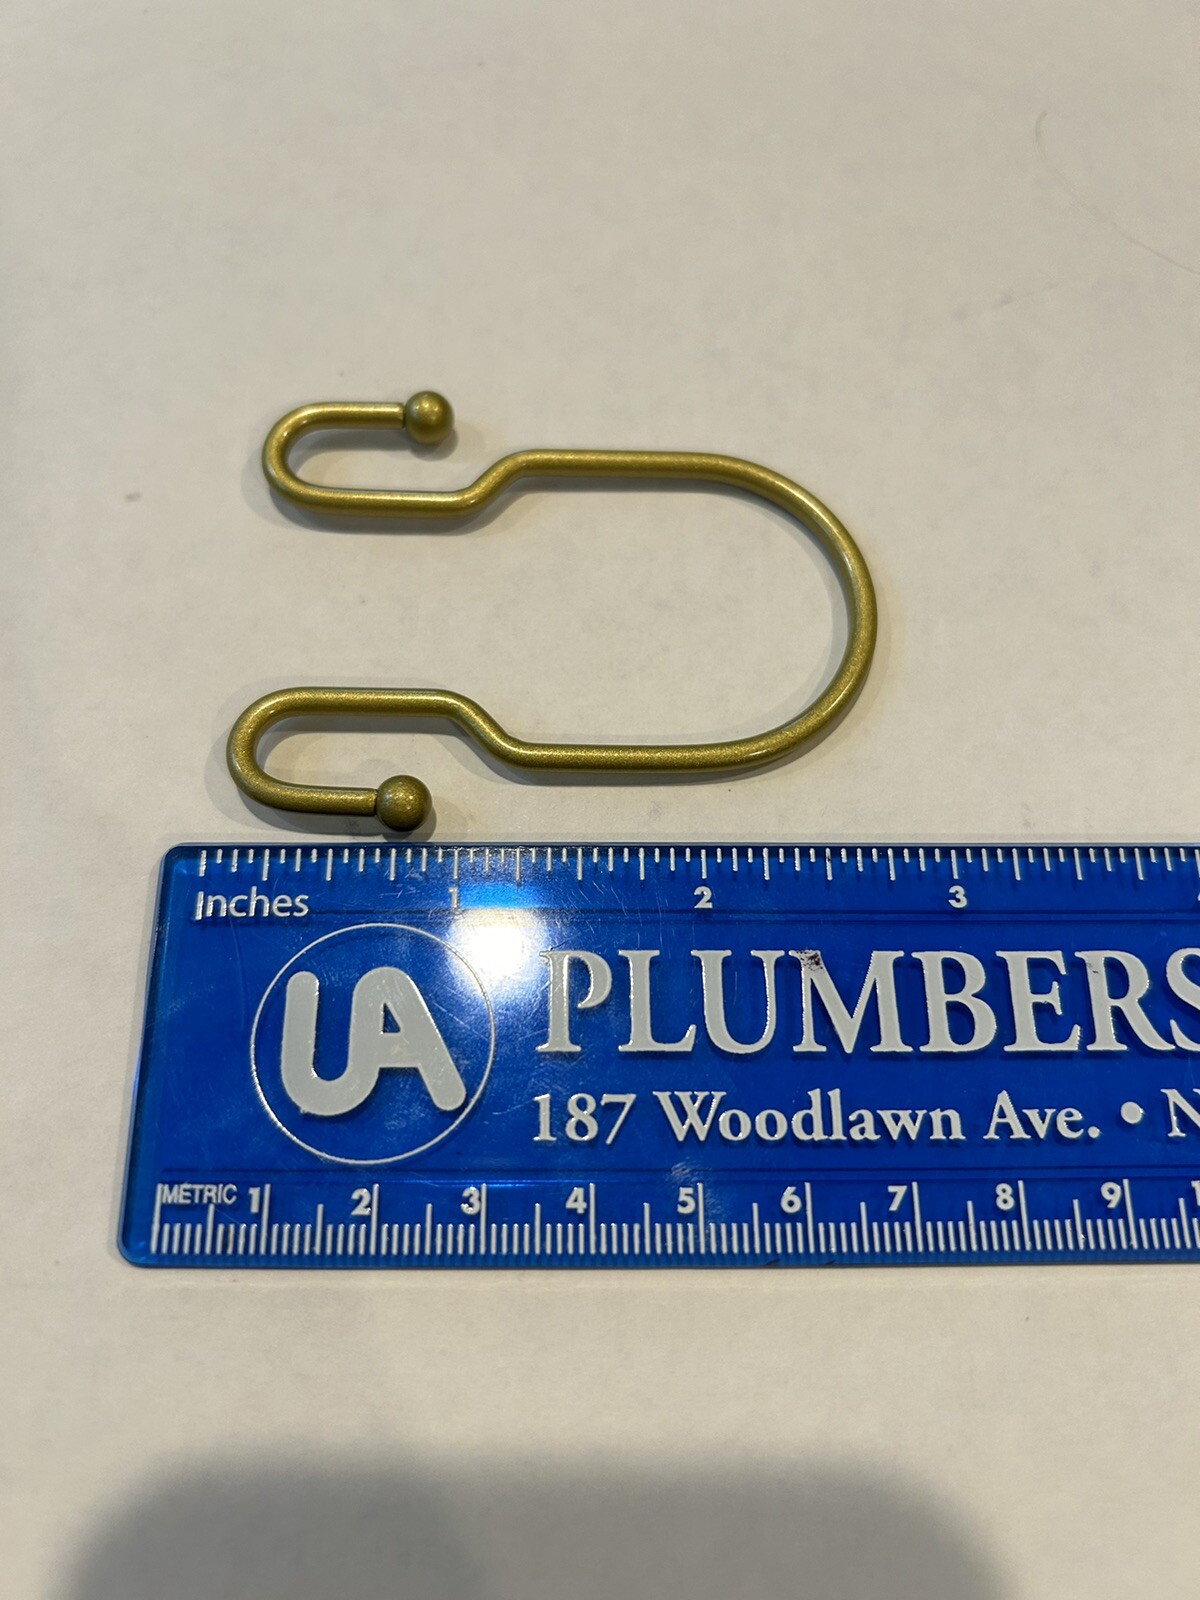 1 2 3
Inches
UA PLUMBERS
187 Woodlawn Ave. • N
METRIC 1 2 3 4 5 6 7 8 9 1